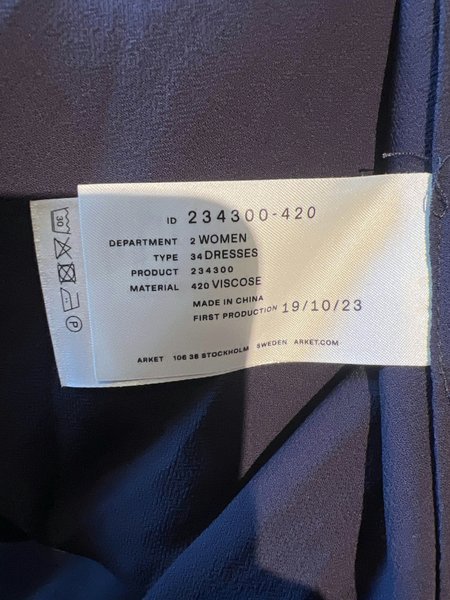 ID 234300-420
DEPARTMENT 2 WOMEN
TYPE 34 DRESSES
PRODUCT 234300
MATERIAL 420 VISCOSE
MADE IN CHINA
FIRST PRODUCTION 19/10/23
ARKET 106 38 STOCKHOLM SWEDEN ARKET.COM
30
P